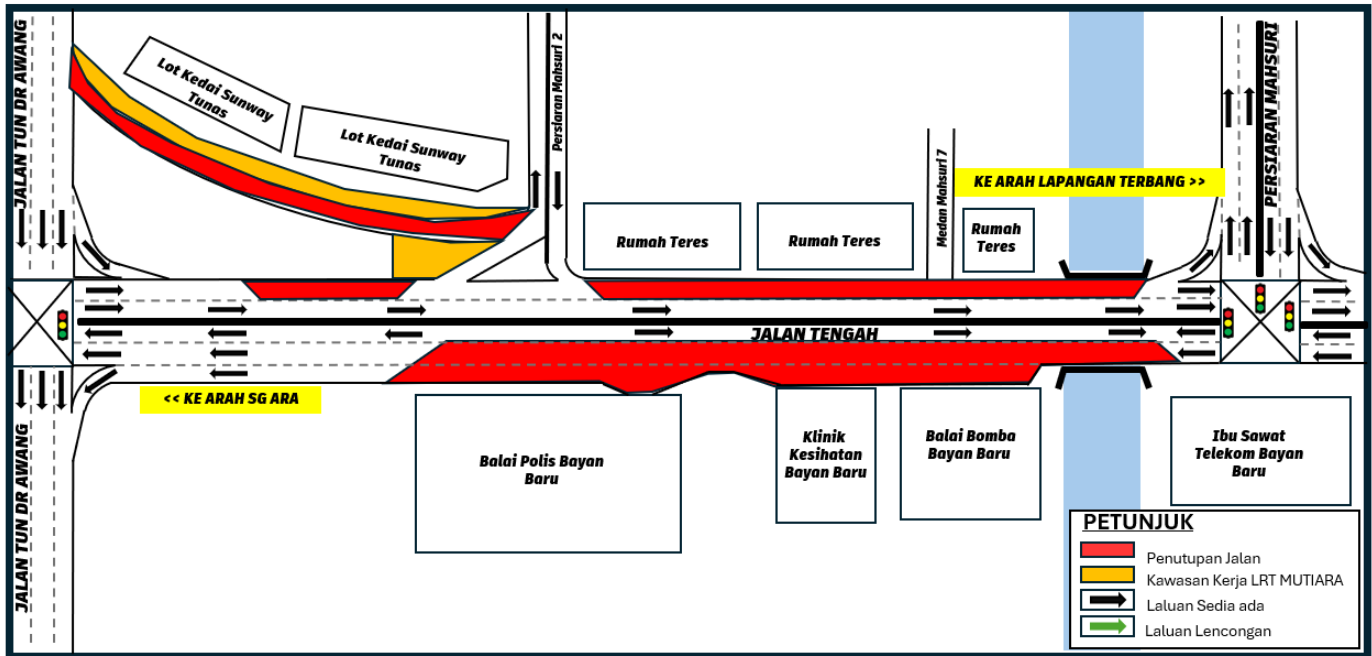 JALAN TUN DR AWANG
Lot Kedai Sunway
Tunas
Lot Kedai Sunway
Tunas
Persiaran Mahsuri 2
Medan Mahsuri 7
KE ARAH LAPANGAN TERBANG >>
PERSIARAN MAHSURI
Rumah Teres
Rumah Teres
Rumah
Teres
JALAN TENGAH
<< KE ARAH SG ARA
JALAN TUN DR AWANG
Balai Polis Bayan
Baru
Klinik
Kesihatan
Bayan Baru
Balai Bomba
Bayan Baru
Ibu Sawat
Telekom Bayan
Baru
PETUNJUK
Penutupan Jalan
Kawasan Kerja LRT MUTIARA
Laluan Sedia ada
Laluan Lencongan